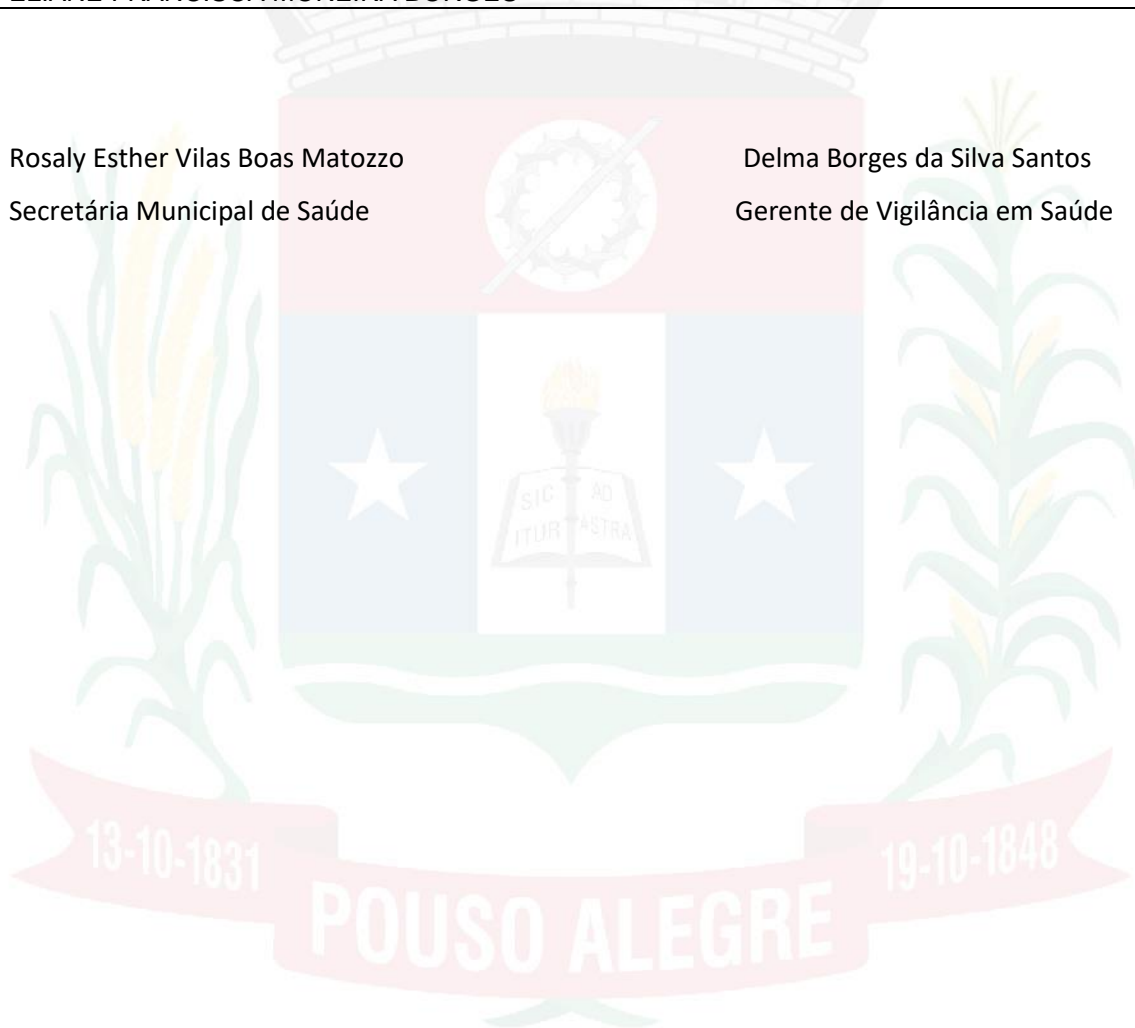 Rosaly Esther Vilas Boas Matozzo
Delma Borges da Silva Santos
Secretária Municipal de Saúde
Gerente de Vigilância em Saúde
SIC AD
ITUR ASTRA
13-10-1831
19-10-1848
POUSO ALEGRE